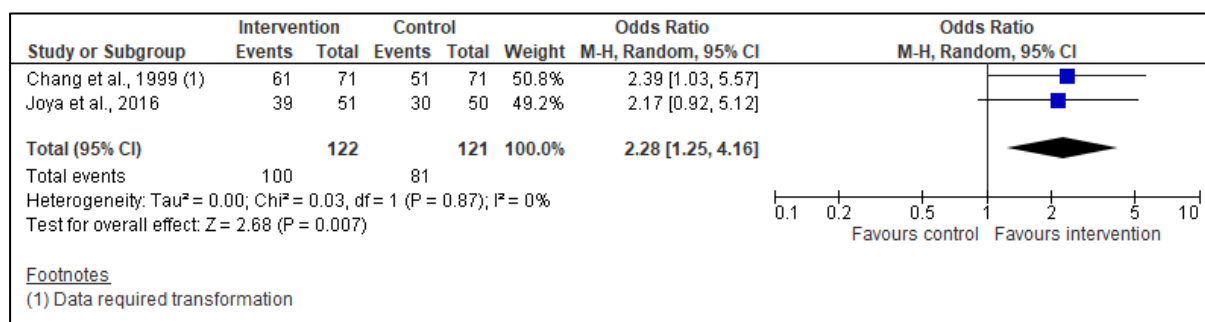 Intervention Control Odds Ratio Odds Ratio
Study or Subgroup Events Total Events Total Weight M-H, Random, 95% CI M-H, Random, 95% CI
Chang et al., 1999 (1) 61 71 51 71 50.8% 2.39 [1.03, 5.57]
Joya et al., 2016 39 51 30 50 49.2% 2.17 [0.92, 5.12]
Total (95% CI) 122 121 100.0% 2.28 [1.25, 4.16]
Total events 100 81
Heterogeneity: Tau² = 0.00; Chi² = 0.03, df = 1 (P = 0.87); I² = 0%
Test for overall effect: Z = 2.68 (P = 0.007)
0.1 0.2 0.5 1 2 5 10
Favours control Favours intervention
Footnotes
(1) Data required transformation